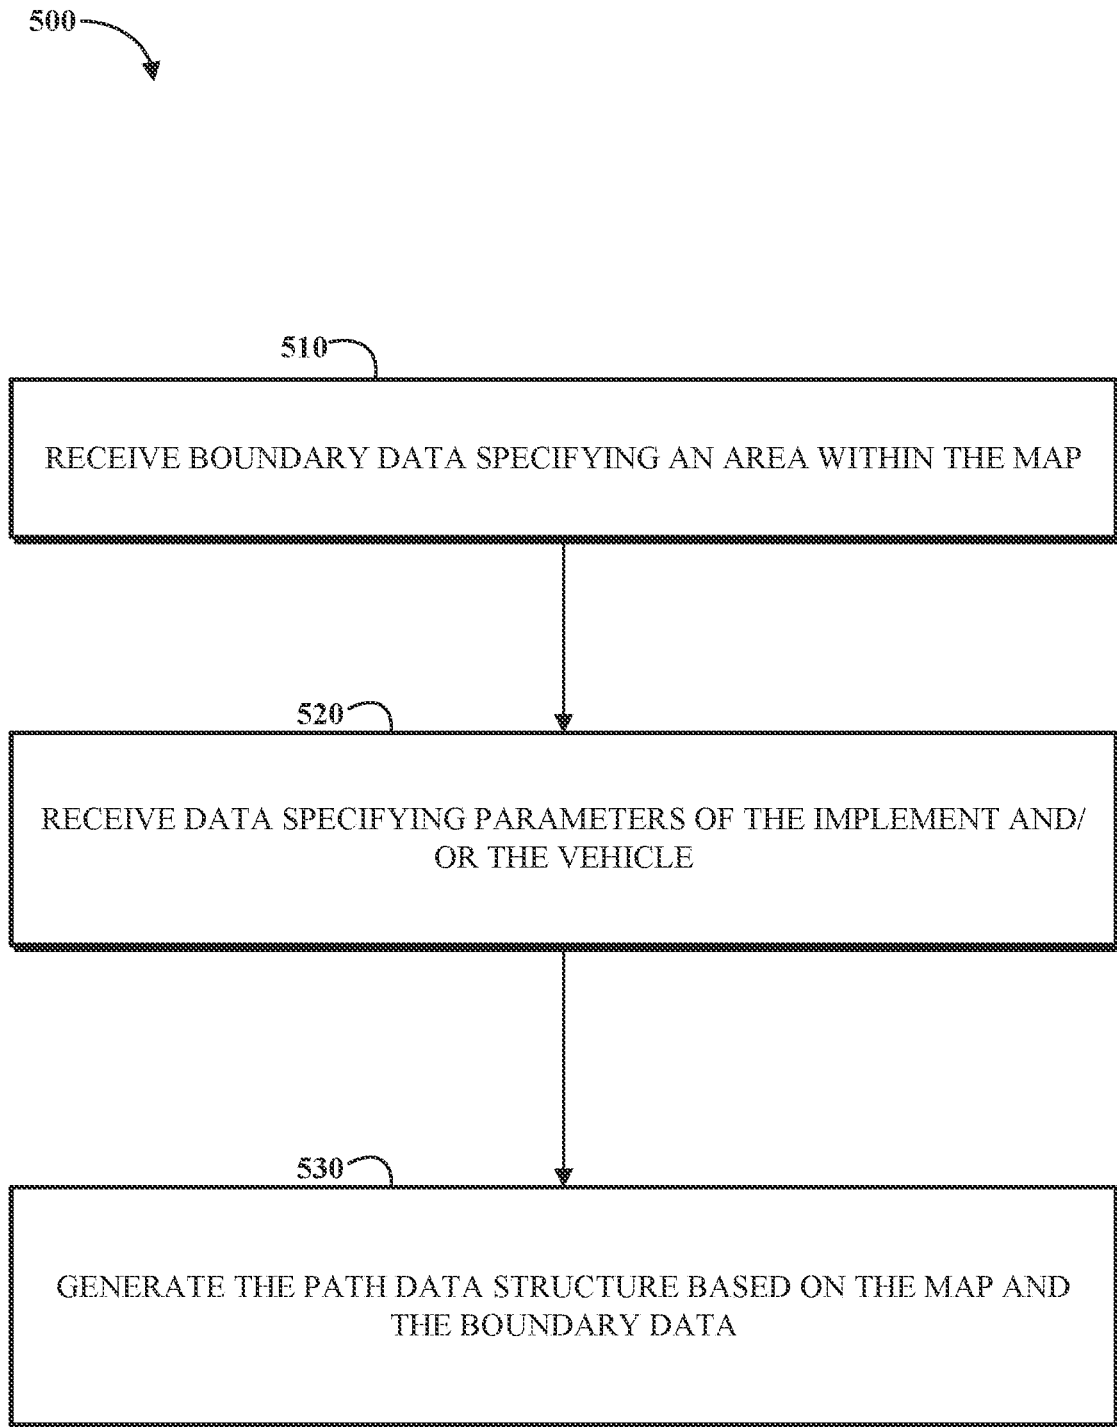 500
510
RECEIVE BOUNDARY DATA SPECIFYING AN AREA WITHIN THE MAP
520
RECEIVE DATA SPECIFYING PARAMETERS OF THE IMPLEMENT AND/
OR THE VEHICLE
530
GENERATE THE PATH DATA STRUCTURE BASED ON THE MAP AND
THE BOUNDARY DATA